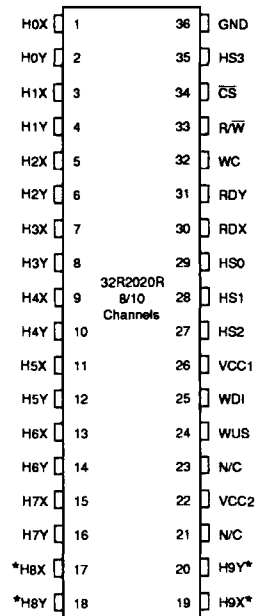 H0X 1 36 GND
H0Y 2 35 HS3
H1X 3 34 C̅S̅
H1Y 4 33 R/W̅
H2X 5 32 WC
H2Y 6 31 RDY
H3X 7 30 RDX
H3Y 8 29 HS0
32R2020R
H4X 9 8/10 28 HS1
Channels
H4Y 10 27 HS2
H5X 11 26 VCC1
H5Y 12 25 WDI
H6X 13 24 WUS
H6Y 14 23 N/C
H7X 15 22 VCC2
H7Y 16 21 N/C
*H8X 17 20 H9Y*
*H8Y 18 19 H9X*